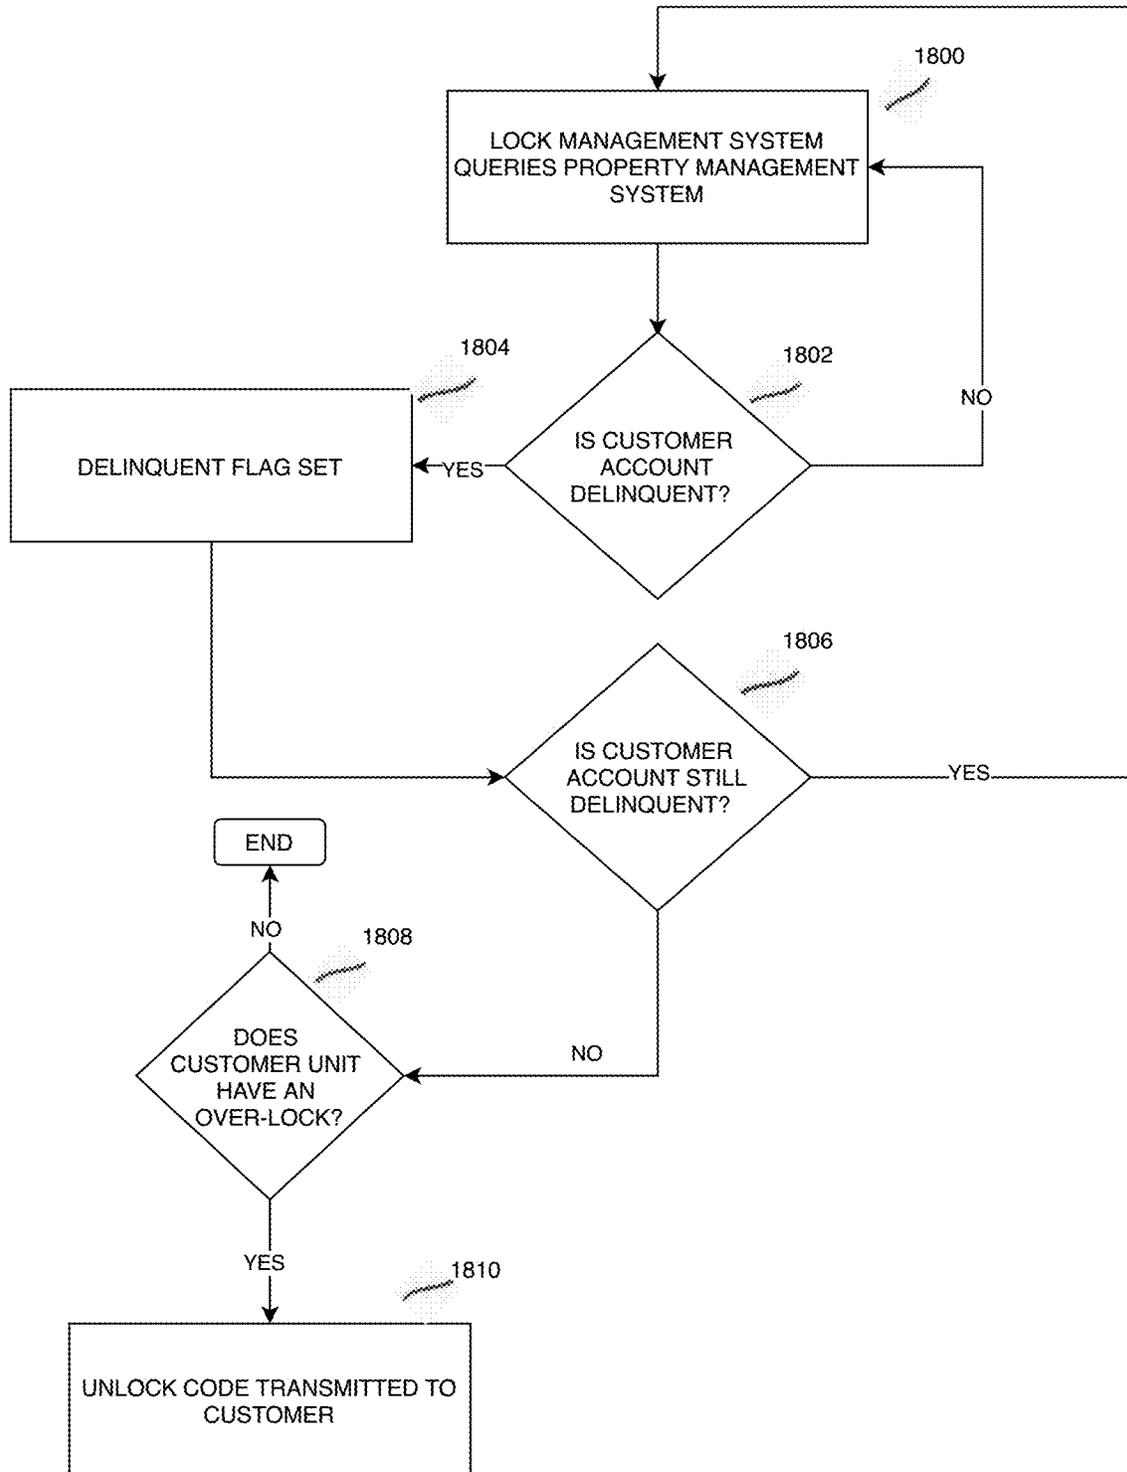 1800
LOCK MANAGEMENT SYSTEM
QUERIES PROPERTY MANAGEMENT
SYSTEM
1804
1802
NO
DELINQUENT FLAG SET
YES
IS CUSTOMER
ACCOUNT
DELINQUENT?
1806
IS CUSTOMER
ACCOUNT STILL
DELINQUENT?
YES
END
NO
1808
DOES
CUSTOMER UNIT
HAVE AN
OVER-LOCK?
NO
YES
1810
UNLOCK CODE TRANSMITTED TO
CUSTOMER